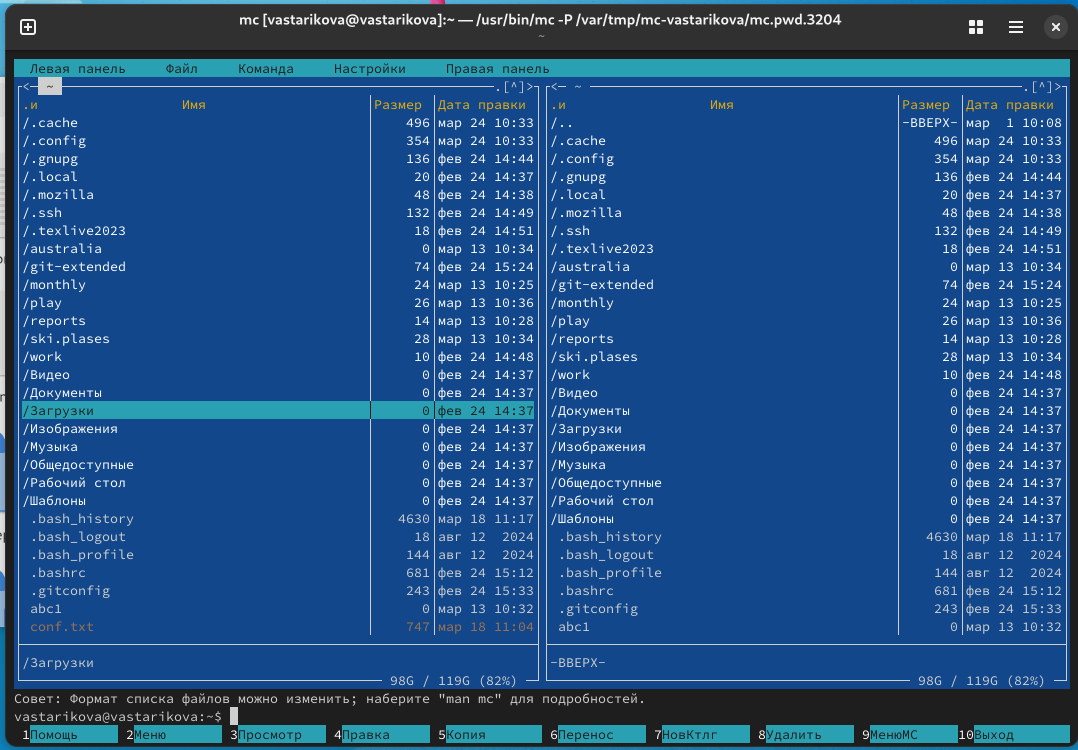 mc [vastarikova@vastarikova]:~ — /usr/bin/mc -P /var/tmp/mc-vastarikova/mc.pwd.3204
~
Левая панель Файл Команда Настройки Правая панель
<─ ~ .[^]> <─ ~ .[^]>
.и Имя Размер Дата правки .и Имя Размер Дата правки
/.cache 496 мар 24 10:33 /.. -ВВЕРХ- мар 1 10:08
/.config 354 мар 24 10:33 /.cache 496 мар 24 10:33
/.gnupg 136 фев 24 14:44 /.config 354 мар 24 10:33
/.local 20 фев 24 14:37 /.gnupg 136 фев 24 14:44
/.mozilla 48 фев 24 14:38 /.local 20 фев 24 14:37
/.ssh 132 фев 24 14:49 /.mozilla 48 фев 24 14:38
/.texlive2023 18 фев 24 14:51 /.ssh 132 фев 24 14:49
/australia 0 мар 13 10:34 /.texlive2023 18 фев 24 14:51
/git-extended 74 фев 24 15:24 /australia 0 мар 13 10:34
/monthly 24 мар 13 10:25 /git-extended 74 фев 24 15:24
/play 26 мар 13 10:36 /monthly 24 мар 13 10:25
/reports 14 мар 13 10:28 /play 26 мар 13 10:36
/ski.plases 28 мар 13 10:34 /reports 14 мар 13 10:28
/work 10 фев 24 14:48 /ski.plases 28 мар 13 10:34
/Видео 0 фев 24 14:37 /work 10 фев 24 14:48
/Документы 0 фев 24 14:37 /Видео 0 фев 24 14:37
/Загрузки 0 фев 24 14:37 /Документы 0 фев 24 14:37
/Изображения 0 фев 24 14:37 /Загрузки 0 фев 24 14:37
/Музыка 0 фев 24 14:37 /Изображения 0 фев 24 14:37
/Общедоступные 0 фев 24 14:37 /Музыка 0 фев 24 14:37
/Рабочий стол 0 фев 24 14:37 /Общедоступные 0 фев 24 14:37
/Шаблоны 0 фев 24 14:37 /Рабочий стол 0 фев 24 14:37
.bash_history 4630 мар 18 11:17 /Шаблоны 0 фев 24 14:37
.bash_logout 18 авг 12 2024 .bash_history 4630 мар 18 11:17
.bash_profile 144 авг 12 2024 .bash_logout 18 авг 12 2024
.bashrc 681 фев 24 15:12 .bash_profile 144 авг 12 2024
.gitconfig 243 фев 24 15:33 .bashrc 681 фев 24 15:12
abc1 0 мар 13 10:32 .gitconfig 243 фев 24 15:33
conf.txt 747 мар 18 11:04 abc1 0 мар 13 10:32
/Загрузки -ВВЕРХ-
98G / 119G (82%) 98G / 119G (82%)
Совет: Формат списка файлов можно изменить; наберите "man mc" для подробностей.
vastarikova@vastarikova:~$
1Помощь 2Меню 3Просмотр 4Правка 5Копия 6Перенос 7НовКтлг 8Удалить 9МенюМС 10Выход